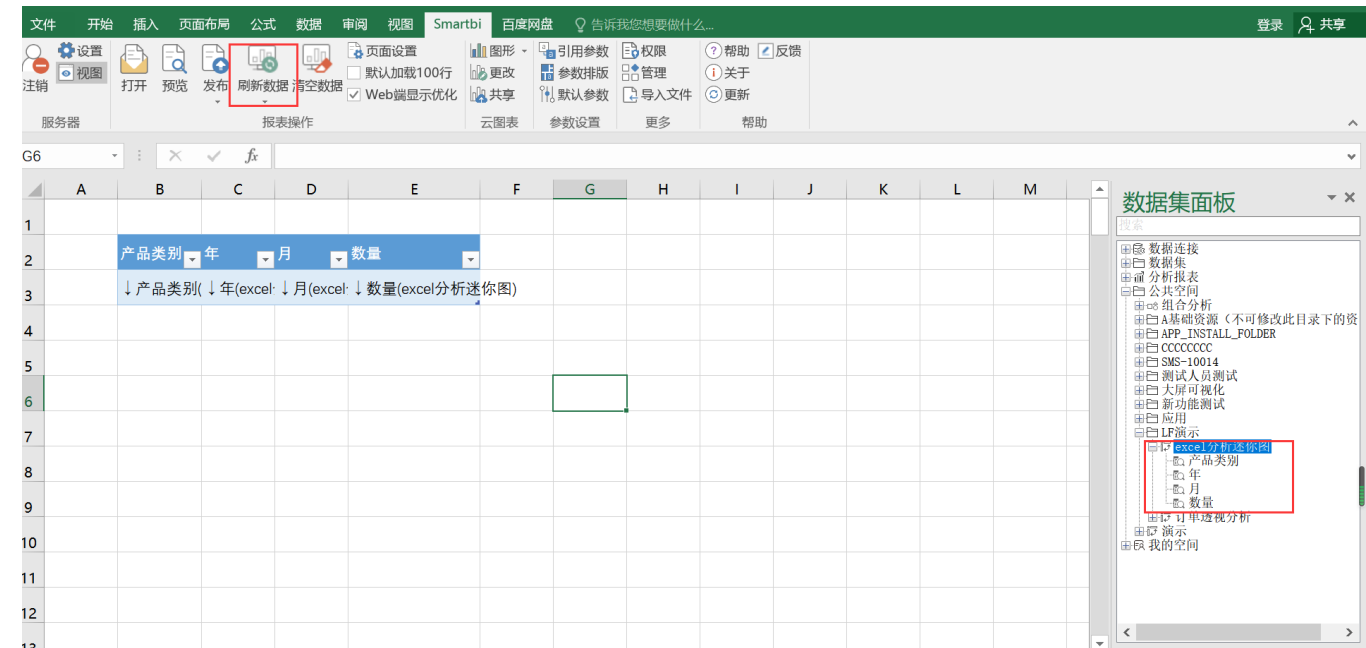 文件 开始 插入 页面布局 公式 数据 审阅 视图 Smartbi 百度网盘 告诉我您想要做什么... 登录 共享
设置 页面设置 图形 引用参数 权限 帮助 反馈
视图 默认加载100行 更改 参数排版 管理 关于
注销 打开 预览 发布 刷新数据 清空数据 Web端显示优化 共享 默认参数 导入文件 更新
服务器 报表操作 云图表 参数设置 更多 帮助
G6 fx
A B C D E F G H I J K L M
数据集面板
搜索
1
2 产品类别 年 月 数量
3 ↓产品类别( ↓年(excel ↓月(excel ↓数量(excel分析迷你图)
4
5
6
7
8
9
10
11
12
13
数据连接
数据集
分析报表
公共空间
组合分析
A基础资源（不可修改此目录下的资
APP_INSTALL_FOLDER
CCCCCCCC
SMS-10014
测试人员测试
大屏可视化
新功能测试
应用
LF演示
excel分析迷你图
产品类别
年
月
数量
订单透视分析
演示
我的空间